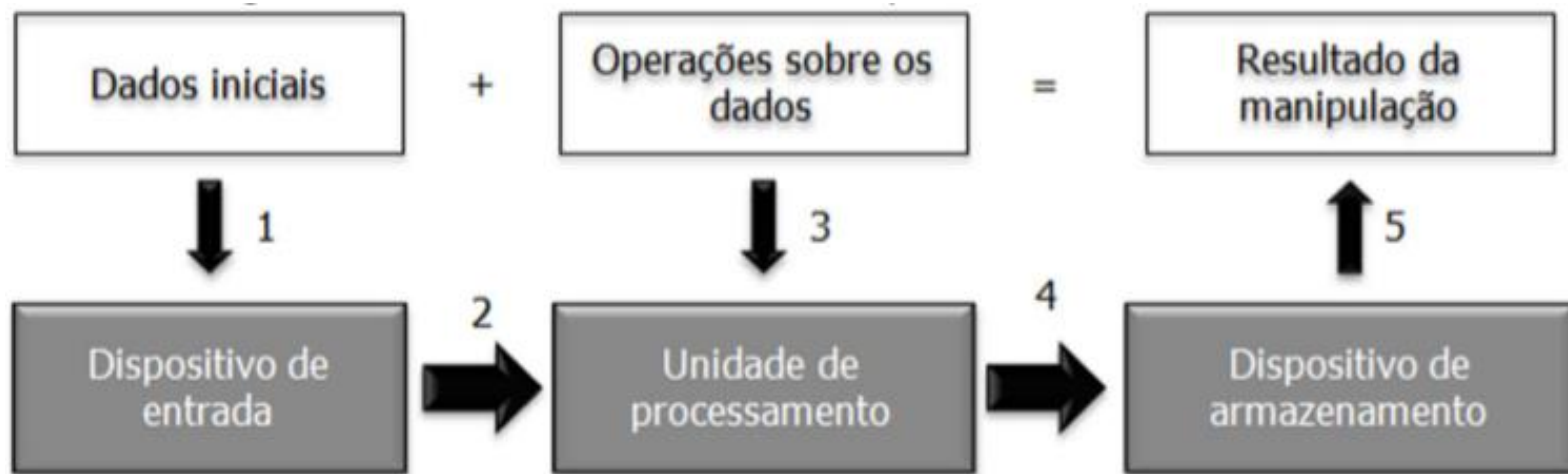 Dados iniciais
+
Operações sobre os
dados
=
Resultado da
manipulação
1
3
5
2
4
Dispositivo de
entrada
Unidade de
processamento
Dispositivo de
armazenamento